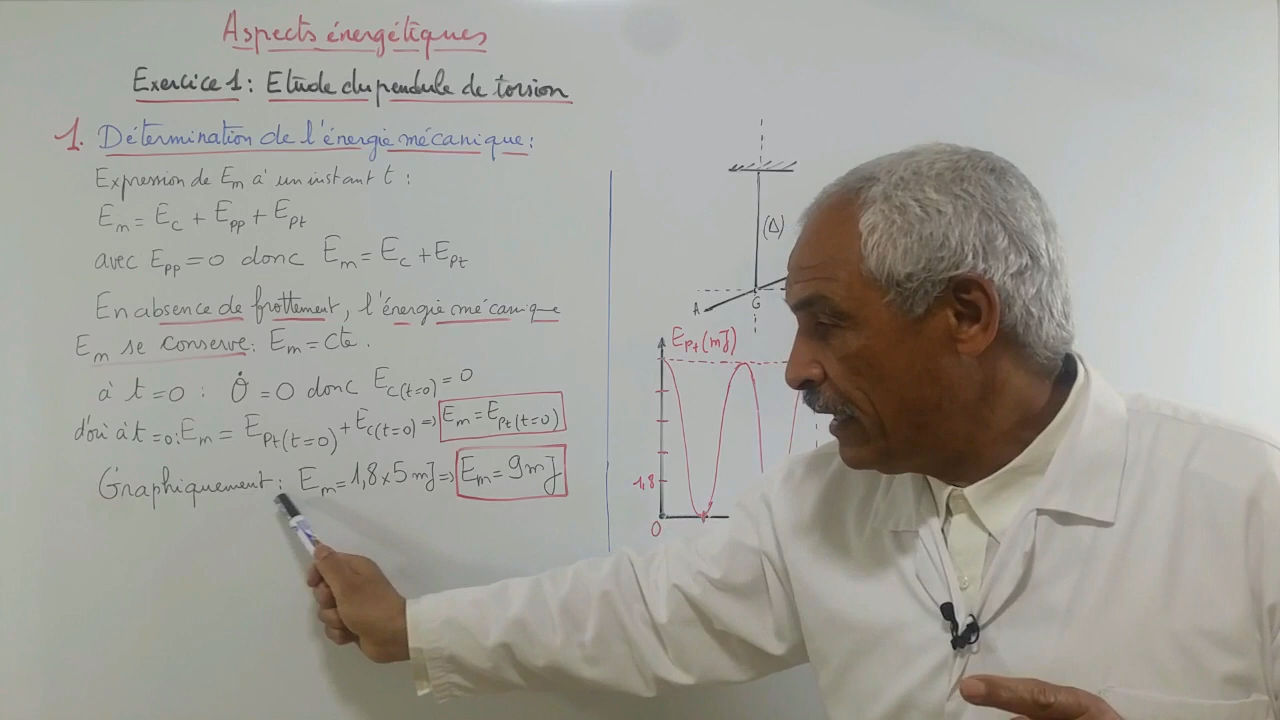 Aspects énergétiques
Exercice 1 : Etude du pendule de torsion
1. Détermination de l'énergie mécanique :
Expression de Em à un instant t :
Em = Ec + Epp + Ept
avec Epp = 0 donc Em = Ec + Ept
En absence de frottement, l'énergie mécanique
Em se conserve : Em = cte.
à t = 0 : θ̇ = 0 donc Ec(t=0) = 0
d'où à t = 0 : Em = Ept(t=0) + Ec(t=0) ⇒ Em = Ept(t=0)
Graphiquement : Em = 1,8 × 5 mJ ⇒ Em = 9 mJ
(Δ)
A
G
Ept (mJ)
1,8
0